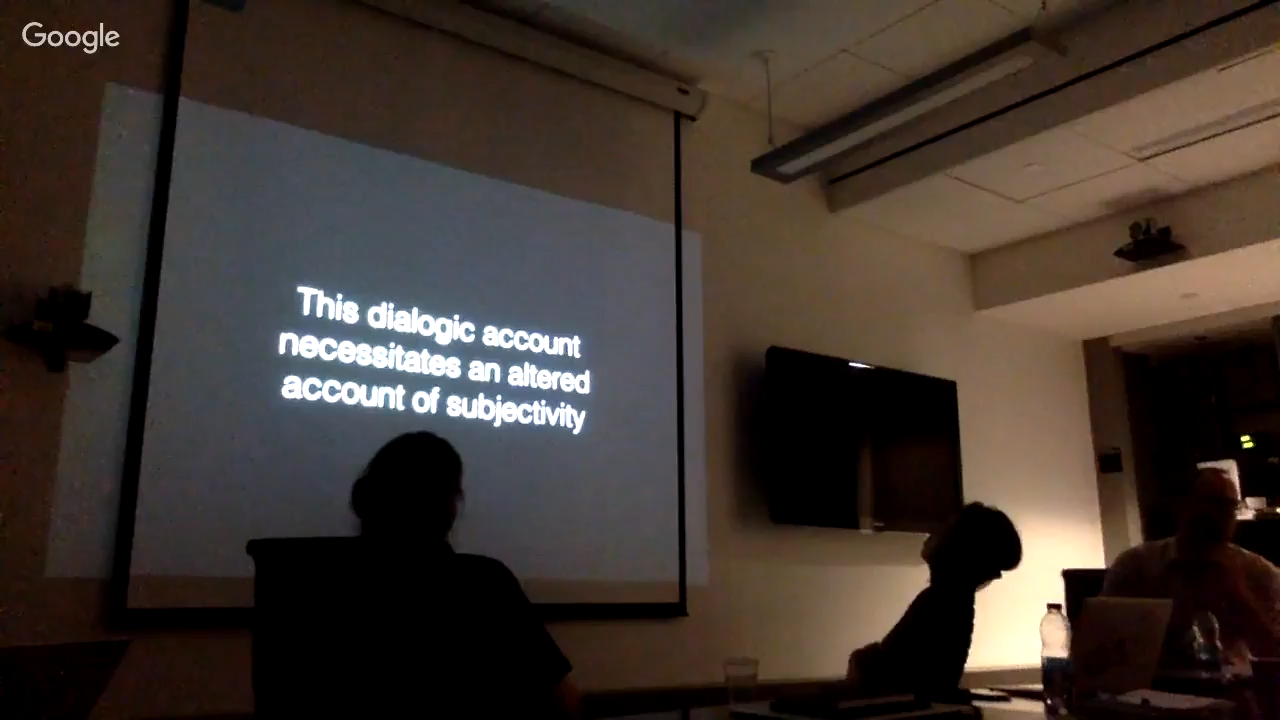 Google
This dialogic account
necessitates an altered
account of subjectivity